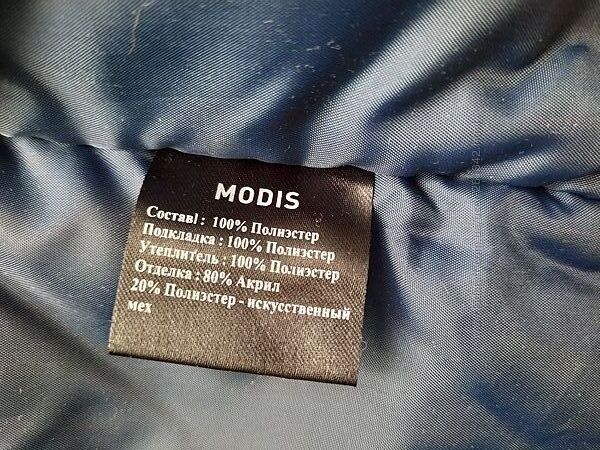 MODIS
Составl : 100% Полиэстер
Подкладка : 100% Полиэстер
Утеплитель : 100% Полиэстер
Отделка : 80% Акрил
20% Полиэстер - искусственный
мех